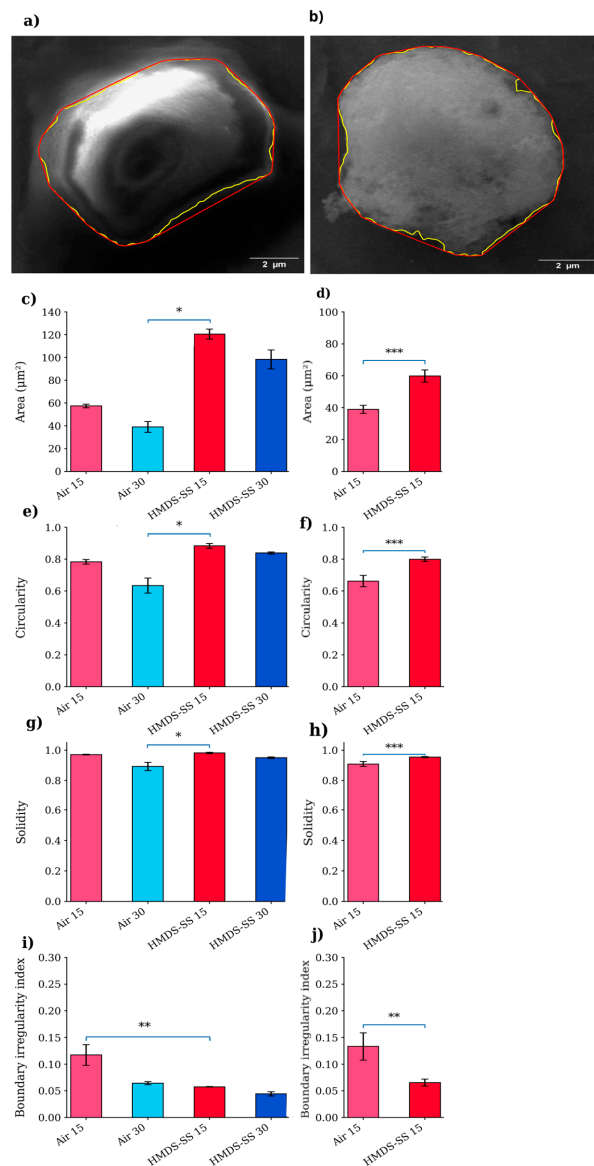 a)
b)
2 μm
2 μm
c)
Area (μm²)
140
120
100
80
60
40
20
0
*
Air 15
Air 30
HMDS-SS 15
HMDS-SS 30
d)
Area (μm²)
100
80
60
40
20
0
***
Air 15
HMDS-SS 15
e)
Circularity
1.0
0.8
0.6
0.4
0.2
0.0
*
Air 15
Air 30
HMDS-SS 15
HMDS-SS 30
f)
Circularity
1.0
0.8
0.6
0.4
0.2
0.0
***
Air 15
HMDS-SS 15
g)
Solidity
1.0
0.8
0.6
0.4
0.2
0.0
*
Air 15
Air 30
HMDS-SS 15
HMDS-SS 30
h)
Solidity
1.0
0.8
0.6
0.4
0.2
0.0
***
Air 15
HMDS-SS 15
i)
Boundary irregularity index
0.30
0.25
0.20
0.15
0.10
0.05
0.00
**
Air 15
Air 30
HMDS-SS 15
HMDS-SS 30
j)
Boundary irregularity index
0.30
0.25
0.20
0.15
0.10
0.05
0.00
**
Air 15
HMDS-SS 15